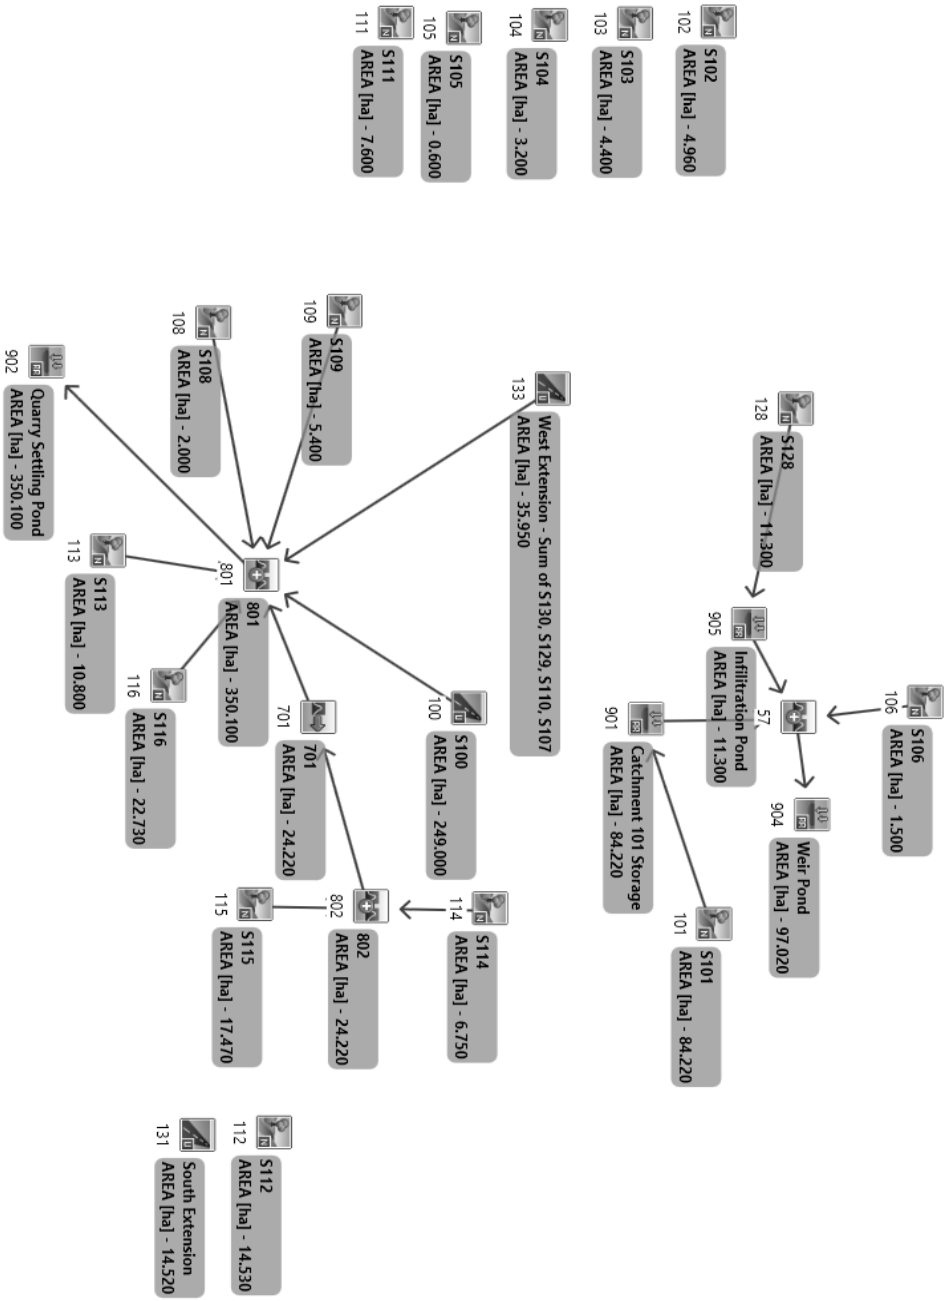 106
S106
AREA [ha] - 1.500
904
Weir Pond
AREA [ha] - 97.020
128
S128
AREA [ha] - 11.300
57
905
Infilitration Pond
AREA [ha] - 11.300
102
S102
AREA [ha] - 4.960
101
S101
AREA [ha] - 84.220
901
Catchment 101 Storage
AREA [ha] - 84.220
103
S103
AREA [ha] - 4.400
104
S104
AREA [ha] - 3.200
133
West Extension - Sum of S130, S129, S110, S107
AREA [ha] - 35.950
114
S114
AREA [ha] - 6.750
105
S105
AREA [ha] - 0.600
100
S100
AREA [ha] - 249.000
111
S111
AREA [ha] - 7.600
802
802
AREA [ha] - 24.220
109
S109
AREA [ha] - 5.400
701
701
AREA [ha] - 24.220
112
S112
AREA [ha] - 14.530
801
801
AREA [ha] - 350.100
115
S115
AREA [ha] - 17.470
108
S108
AREA [ha] - 2.000
131
South Extension
AREA [ha] - 14.520
116
S116
AREA [ha] - 22.730
113
S113
AREA [ha] - 10.800
902
Quarry Settling Pond
AREA [ha] - 350.100